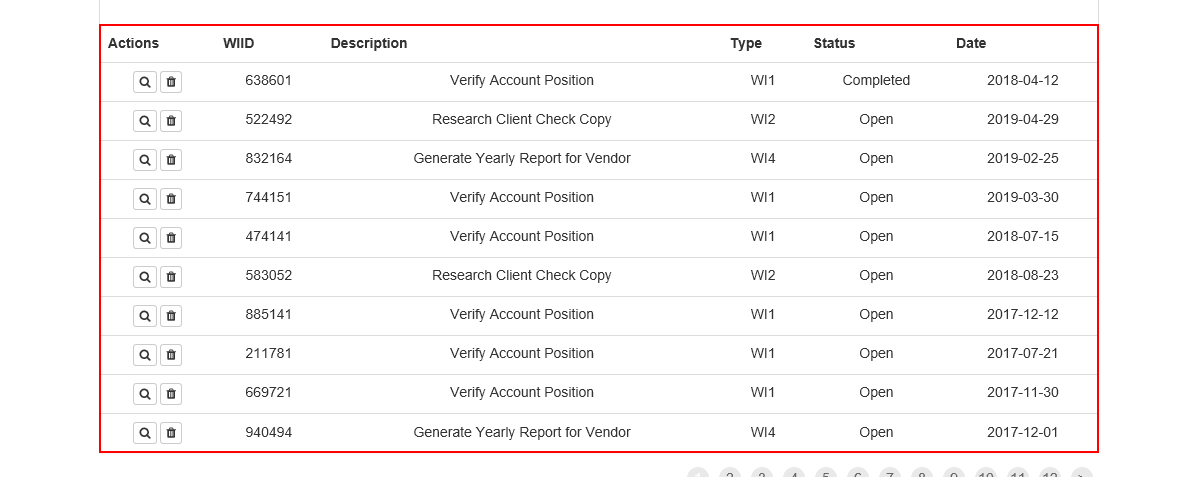 Actions WIID Description Type Status Date
638601 Verify Account Position WI1 Completed 2018-04-12
522492 Research Client Check Copy WI2 Open 2019-04-29
832164 Generate Yearly Report for Vendor WI4 Open 2019-02-25
744151 Verify Account Position WI1 Open 2019-03-30
474141 Verify Account Position WI1 Open 2018-07-15
583052 Research Client Check Copy WI2 Open 2018-08-23
885141 Verify Account Position WI1 Open 2017-12-12
211781 Verify Account Position WI1 Open 2017-07-21
669721 Verify Account Position WI1 Open 2017-11-30
940494 Generate Yearly Report for Vendor WI4 Open 2017-12-01
1 2 3 4 5 6 7 8 9 10 11 12 >